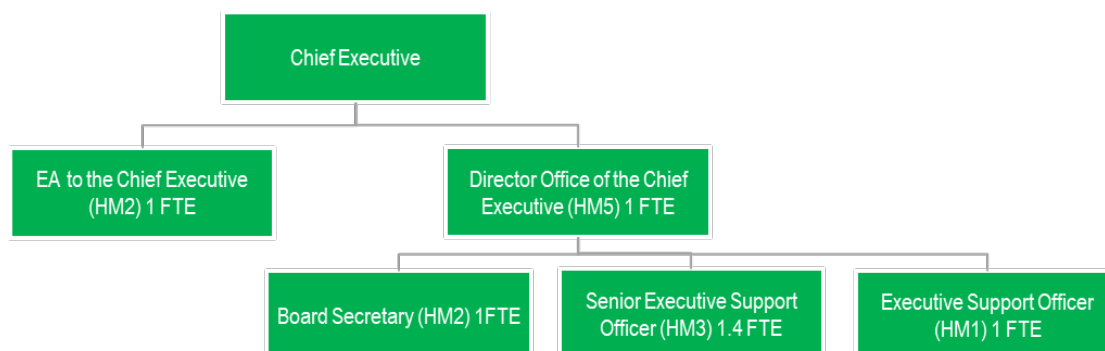 Chief Executive
EA to the Chief Executive
(HM2) 1 FTE
Director Office of the Chief
Executive (HM5) 1 FTE
Board Secretary (HM2) 1FTE
Senior Executive Support
Officer (HM3) 1.4 FTE
Executive Support Officer
(HM1) 1 FTE